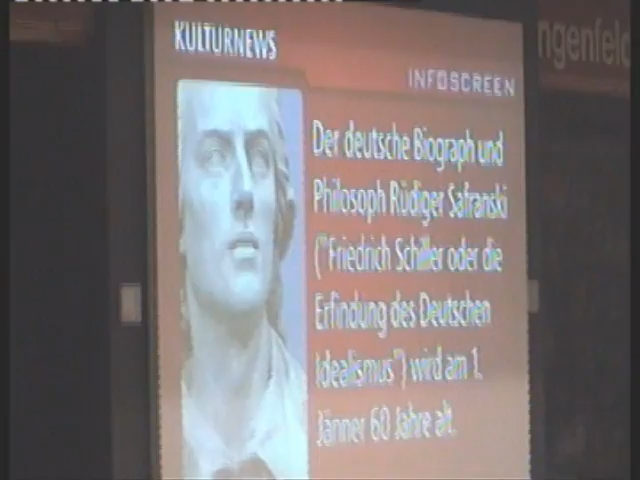 KULTURNEWS
INFOSCREEN
ngenfeld
Der deutsche Biograph und
Philosoph Rüdiger Safranski
("Friedrich Schiller oder die
Erfindung des Deutschen
Idealismus") wird am 1.
Jänner 60 Jahre alt.